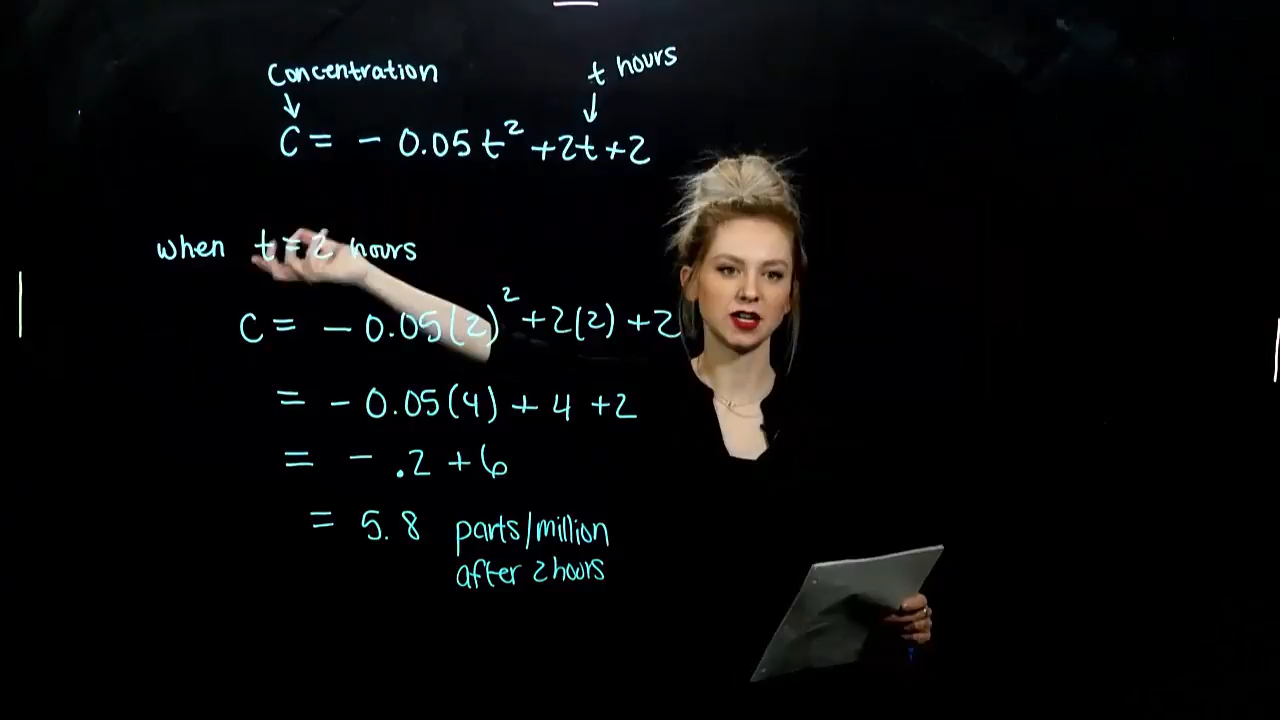 Concentration
t hours
↓ ↓
C = - 0.05t² + 2t + 2
when t = 2 hours
C = - 0.05(2)² + 2(2) + 2
= - 0.05(4) + 4 + 2
= - .2 + 6
= 5.8 parts/million
after 2 hours